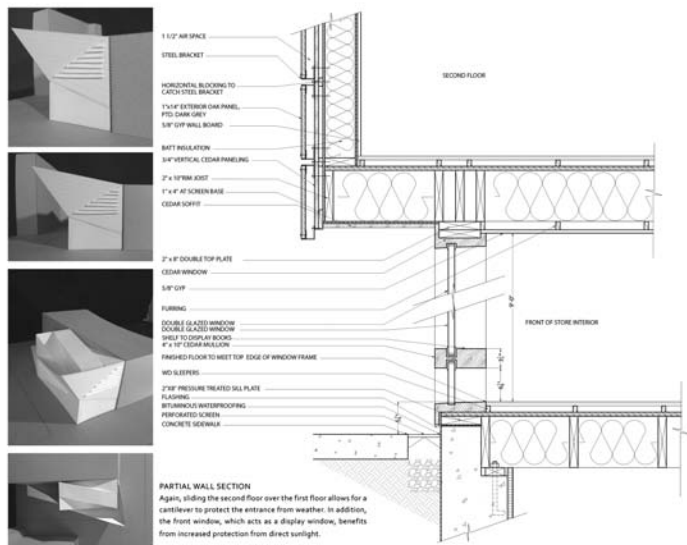 1 1/2" AIR SPACE
STEEL BRACKET
SECOND FLOOR
HORIZONTAL BLOCKING TO
CATCH STEEL BRACKET
1"x14" EXTERIOR OAK PANEL,
PTD. DARK GREY
5/8" GYP WALL BOARD
BATT INSULATION
3/4" VERTICAL CEDAR PANELING
2" x 10" RIM JOIST
1" x 4" AT SCREEN BASE
CEDAR SOFFIT
2" x 8" DOUBLE TOP PLATE
CEDAR WINDOW
5/8" GYP
FURRING
DOUBLE GLAZED WINDOW
DOUBLE GLAZED WINDOW
FRONT OF STORE INTERIOR
SHELF TO DISPLAY BOOKS
4" x 10" CEDAR MULLION
FINISHED FLOOR TO MEET TOP EDGE OF WINDOW FRAME
WD SLEEPERS
2"X8" PRESSURE TREATED SILL PLATE
FLASHING
BITUMINOUS WATERPROOFING
PERFORATED SCREEN
CONCRETE SIDEWALK
PARTIAL WALL SECTION
Again, sliding the second floor over the first floor allows for a
cantilever to protect the entrance from weather. In addition,
the front window, which acts as a display window, benefits
from increased protection from direct sunlight.